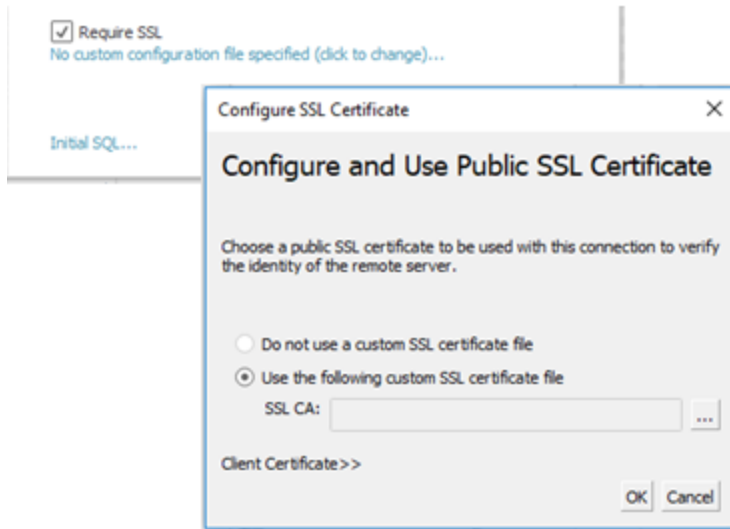 Require SSL
No custom configuration file specified (click to change)...
Initial SQL...
Configure SSL Certificate
Configure and Use Public SSL Certificate
Choose a public SSL certificate to be used with this connection to verify
the identity of the remote server.
Do not use a custom SSL certificate file
Use the following custom SSL certificate file
SSL CA:
...
Client Certificate>>
OK Cancel